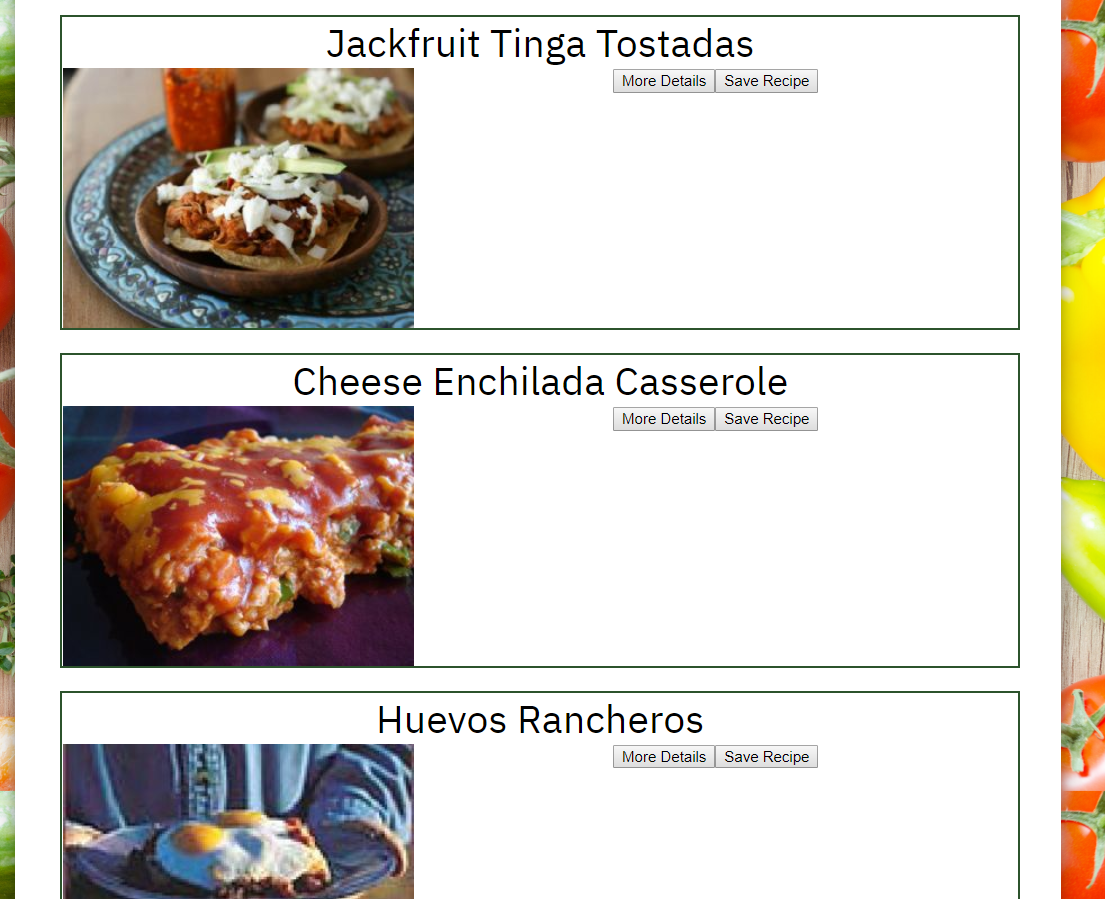 Jackfruit Tinga Tostadas
More Details Save Recipe
Cheese Enchilada Casserole
More Details Save Recipe
Huevos Rancheros
More Details Save Recipe